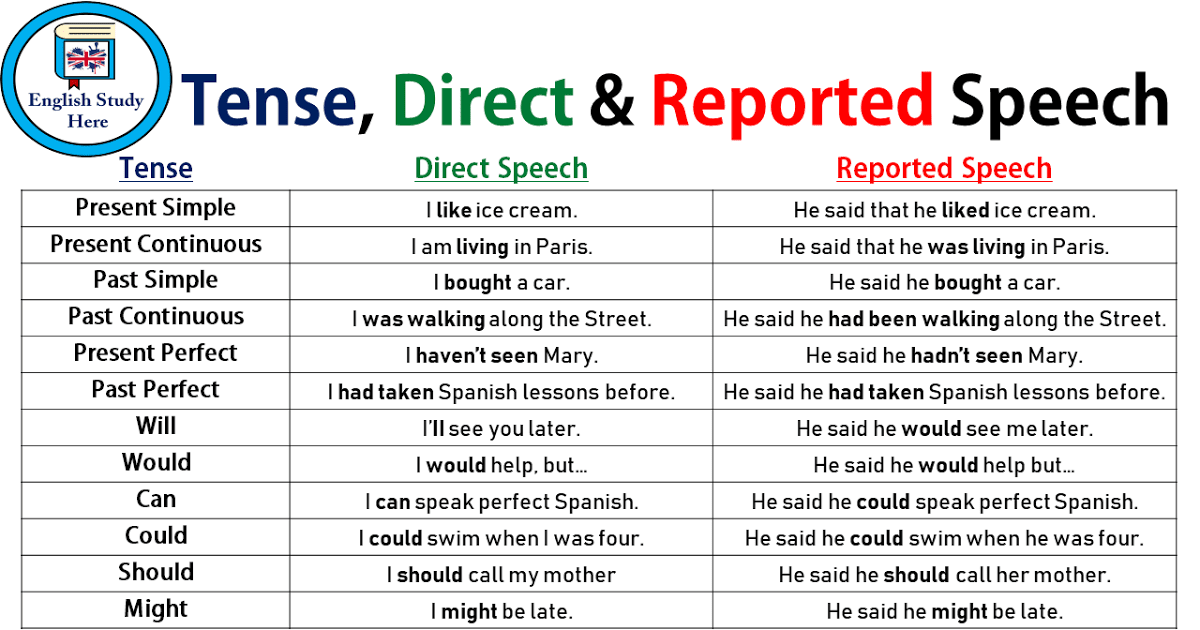 English Study
Here
Tense, Direct & Reported Speech
Tense Direct Speech Reported Speech
Present Simple I like ice cream. He said that he liked ice cream.
Present Continuous I am living in Paris. He said that he was living in Paris.
Past Simple I bought a car. He said he bought a car.
Past Continuous I was walking along the Street. He said he had been walking along the Street.
Present Perfect I haven't seen Mary. He said he hadn't seen Mary.
Past Perfect I had taken Spanish lessons before. He said he had taken Spanish lessons before.
Will I'll see you later. He said he would see me later.
Would I would help, but... He said he would help but...
Can I can speak perfect Spanish. He said he could speak perfect Spanish.
Could I could swim when I was four. He said he could swim when he was four.
Should I should call my mother He said he should call her mother.
Might I might be late. He said he might be late.